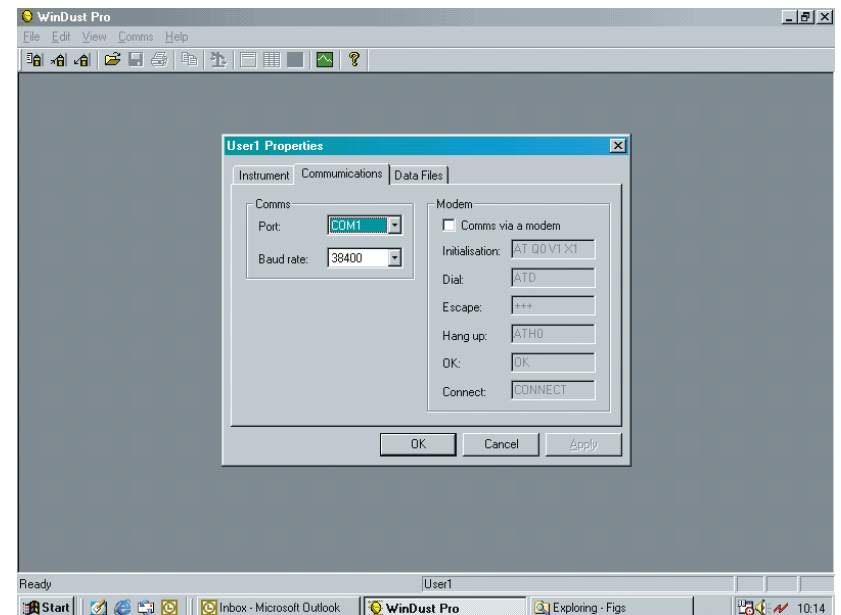 WinDust Pro
File Edit View Comms Help
User1 Properties
Instrument Communications Data Files
Comms
Port: COM1
Baud rate: 38400
Modem
Comms via a modem
Initialisation: AT Q0 V1 X1
Dial: ATD
Escape: +++
Hang up: ATH0
OK: OK
Connect: CONNECT
OK Cancel Apply
Ready User1
Start Inbox - Microsoft Outlook WinDust Pro Exploring - Figs 10:14